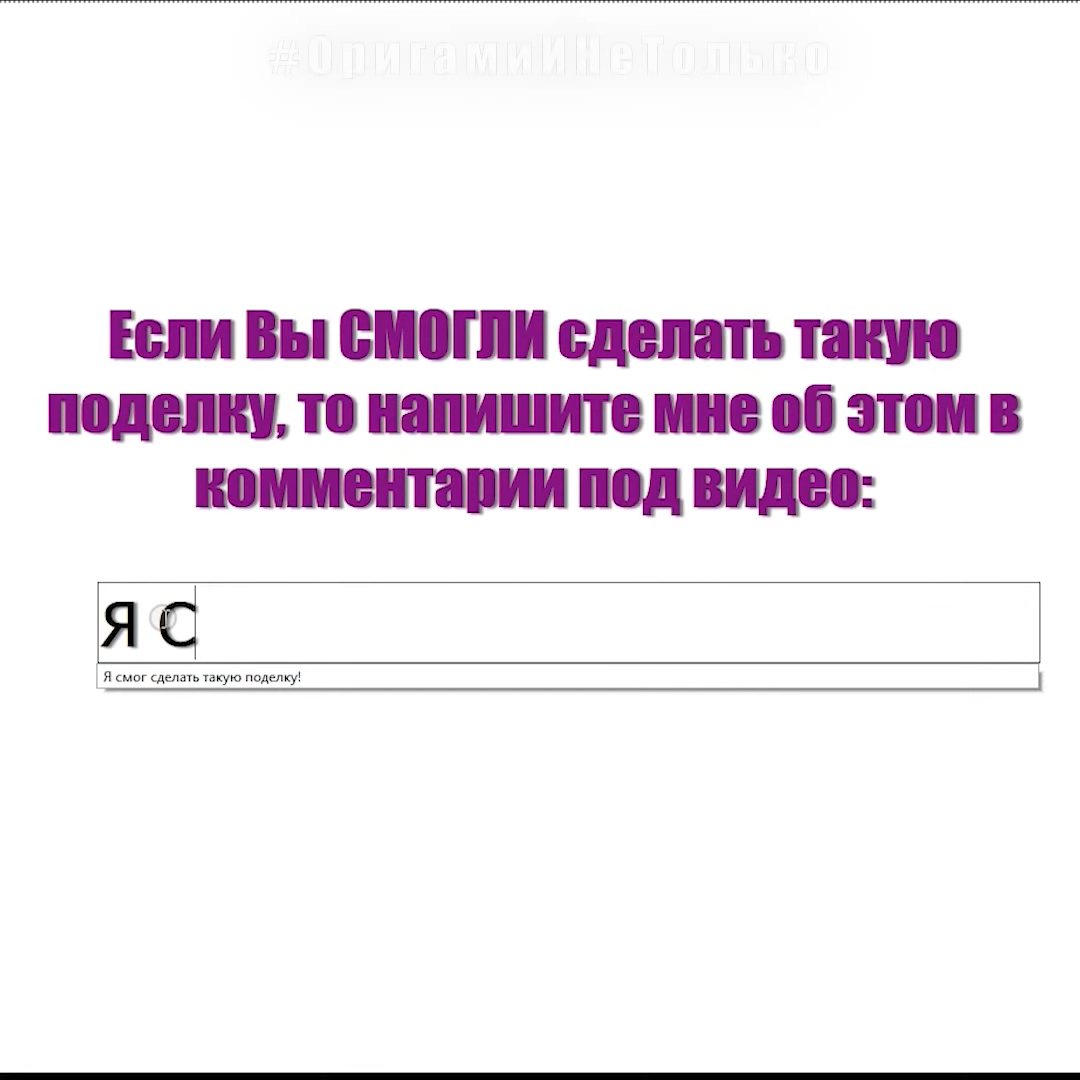 #ОригамиИНеТолько
Если Вы СМОГЛИ сделать такую
поделку, то напишите мне об этом в
комментарии под видео:
Я С
Я смог сделать такую поделку!